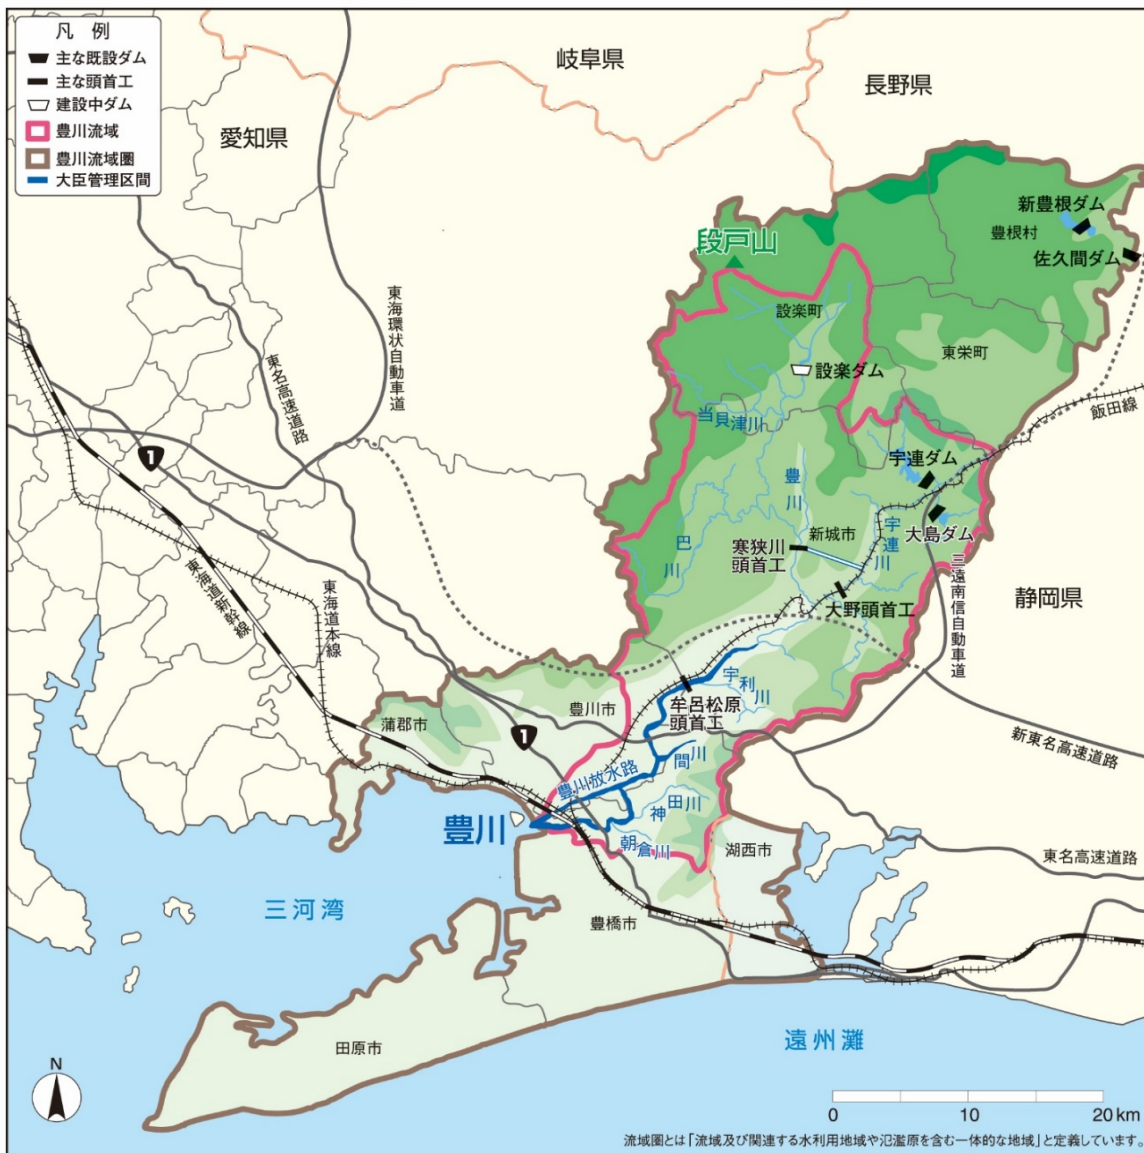 凡 例
主な既設ダム
主な頭首工
建設中ダム
豊川流域
豊川流域圏
大臣管理区間
岐阜県
長野県
愛知県
新豊根ダム
豊根村
佐久間ダム
段戸山
東海環状自動車道
東名高速道路
設楽町
東栄町
設楽ダム
飯田線
当貝津川
1
宇連ダム
豊川
大島ダム
新城市
宇連川
寒狭川
頭首工
巴川
大野頭首工
三遠南信自動車道
静岡県
東海道新幹線
東海道本線
宇利川
牟呂松原
頭首工
豊川市
蒲郡市
1
新東名高速道路
間川
豊川放水路
神田川
豊川
朝倉川
湖西市
東名高速道路
三河湾
豊橋市
遠州灘
田原市
N
0 10 20km
流域圏とは「流域及び関連する水利用地域や氾濫原を含む一体的な地域」と定義しています。